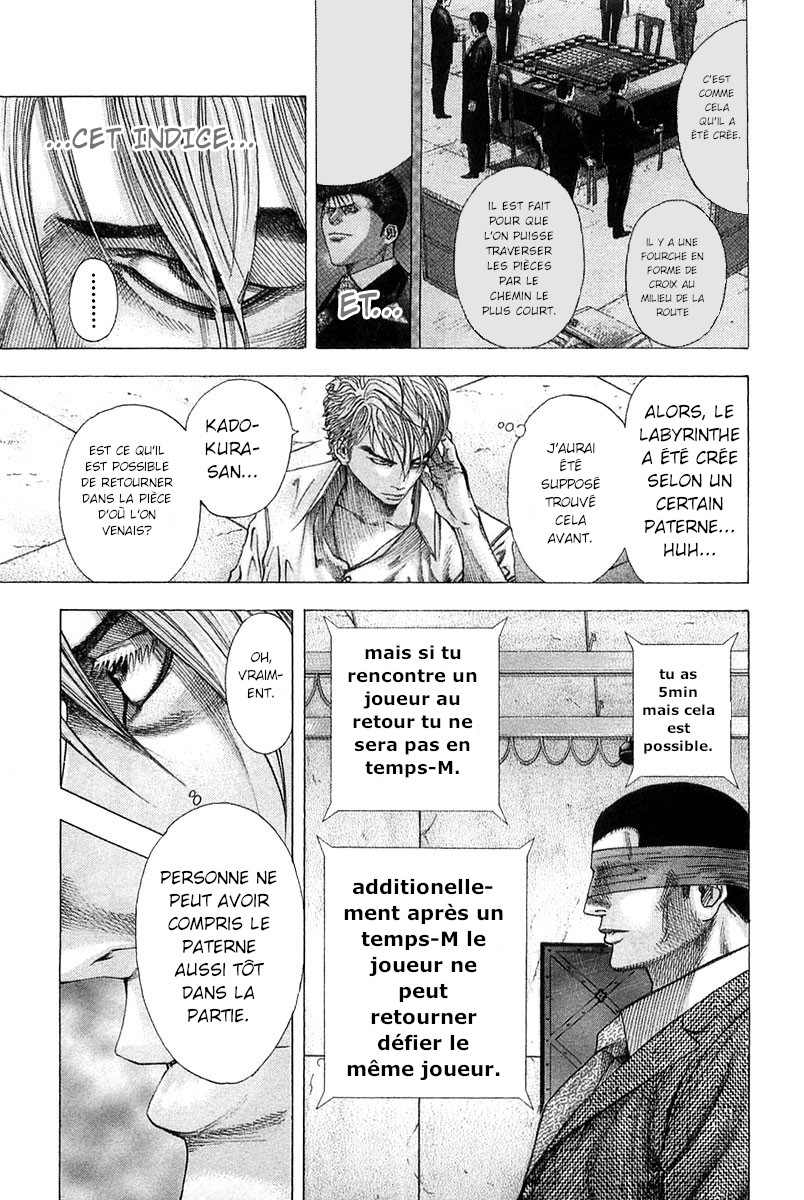 C'EST
COMME
CELA
QU'IL A
ÉTÉ CRÉE.
IL Y A UNE
FOURCHE EN
FORME DE
CROIX AU
MILIEU DE LA
ROUTE
IL EST FAIT
POUR QUE
L'ON PUISSE
TRAVERSER
LES PIÈCES
PAR LE
CHEMIN LE
PLUS COURT.
ET...
...CET INDICE...
ALORS, LE
LABYRINTHE
A ÉTÉ CRÉE
SELON UN
CERTAIN
PATERNE...
HUH...
J'AURAI
ÉTÉ
SUPPOSÉ
TROUVÉ
CELA
AVANT.
KADO-
KURA-
SAN...
EST CE QU'IL
EST POSSIBLE
DE RETOURNER
DANS LA PIÈCE
D'OÙ L'ON
VENAIS?
tu as
5min
mais cela
est
possible.
mais si tu
rencontre un
joueur au
retour tu ne
sera pas en
temps-M.
additionelle-
ment après un
temps-M le
joueur ne
peut
retourner
défier le
même joueur.
OH,
VRAIM-
ENT.
PERSONNE NE
PEUT AVOIR
COMPRIS LE
PATERNE
AUSSI TÔT
DANS LA
PARTIE.